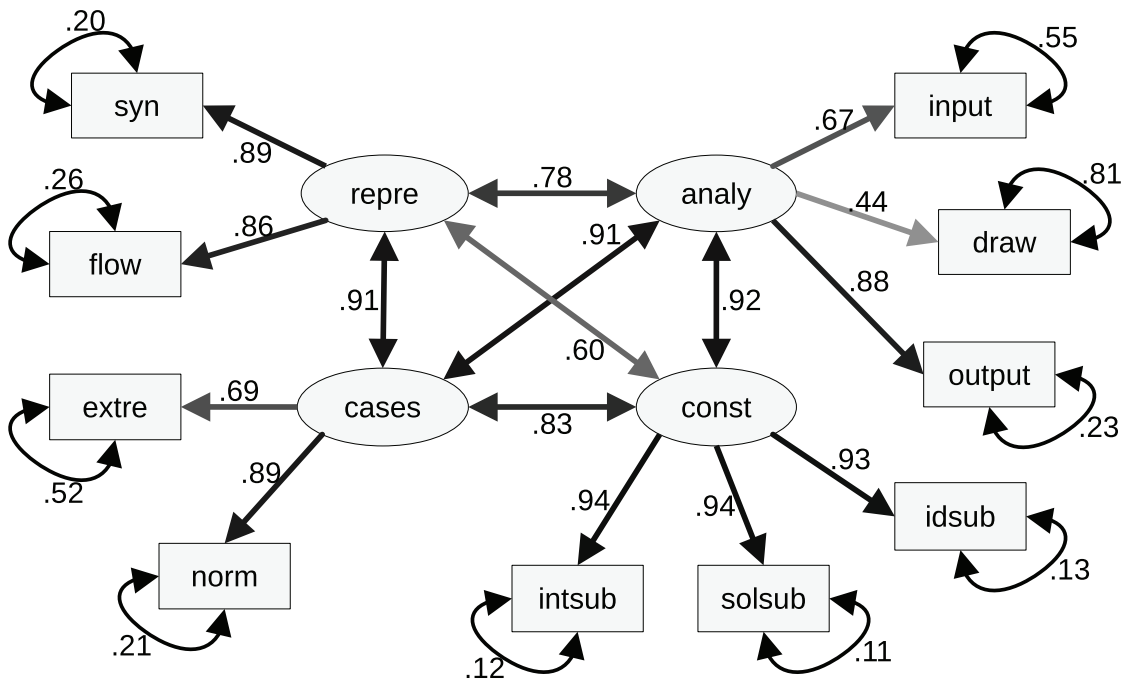 .20
.55
syn
input
.67
.89
.26
.81
.78
repre
analy
.44
.86
.91
flow
draw
.88
.91
.92
.60
output
.69
extre
cases
.83
const
.23
.52
.89
.93
.94
.94
idsub
norm
.13
intsub
solsub
.21
.12
.11